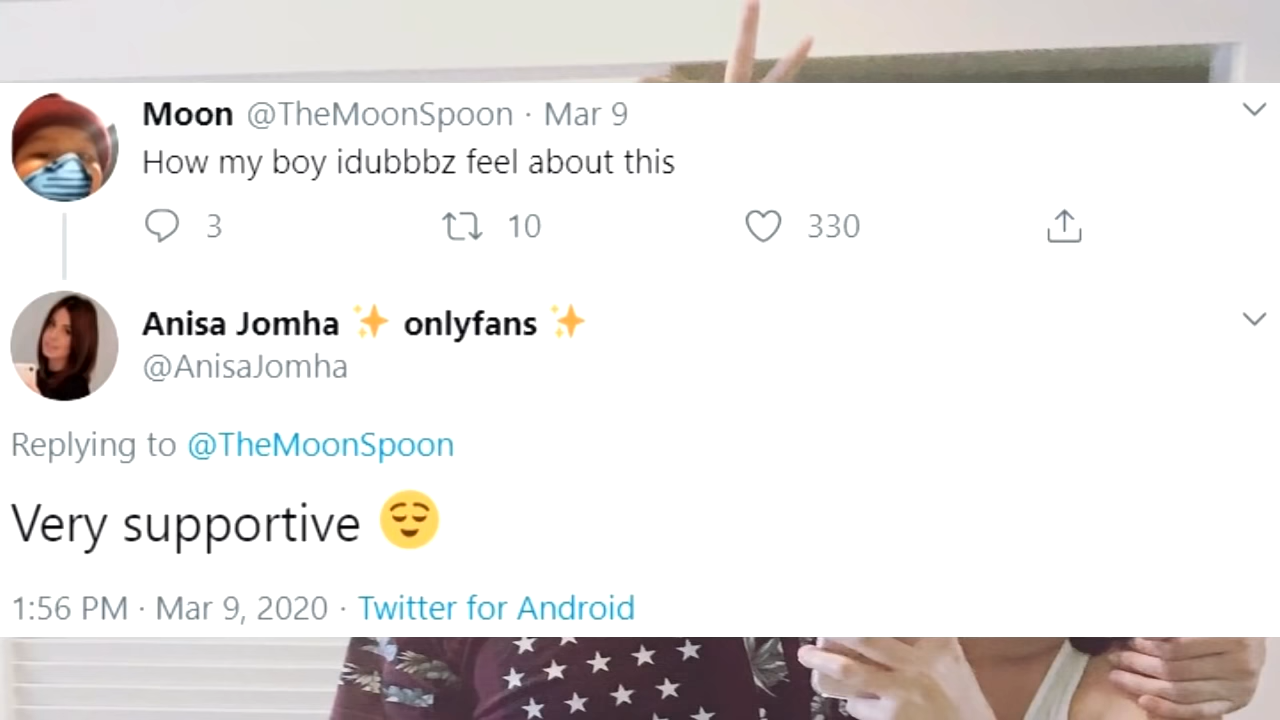 Moon @TheMoonSpoon · Mar 9
How my boy idubbbz feel about this
3 10 330
Anisa Jomha ✨ onlyfans ✨
@AnisaJomha
Replying to @TheMoonSpoon
Very supportive 😌
1:56 PM · Mar 9, 2020 · Twitter for Android